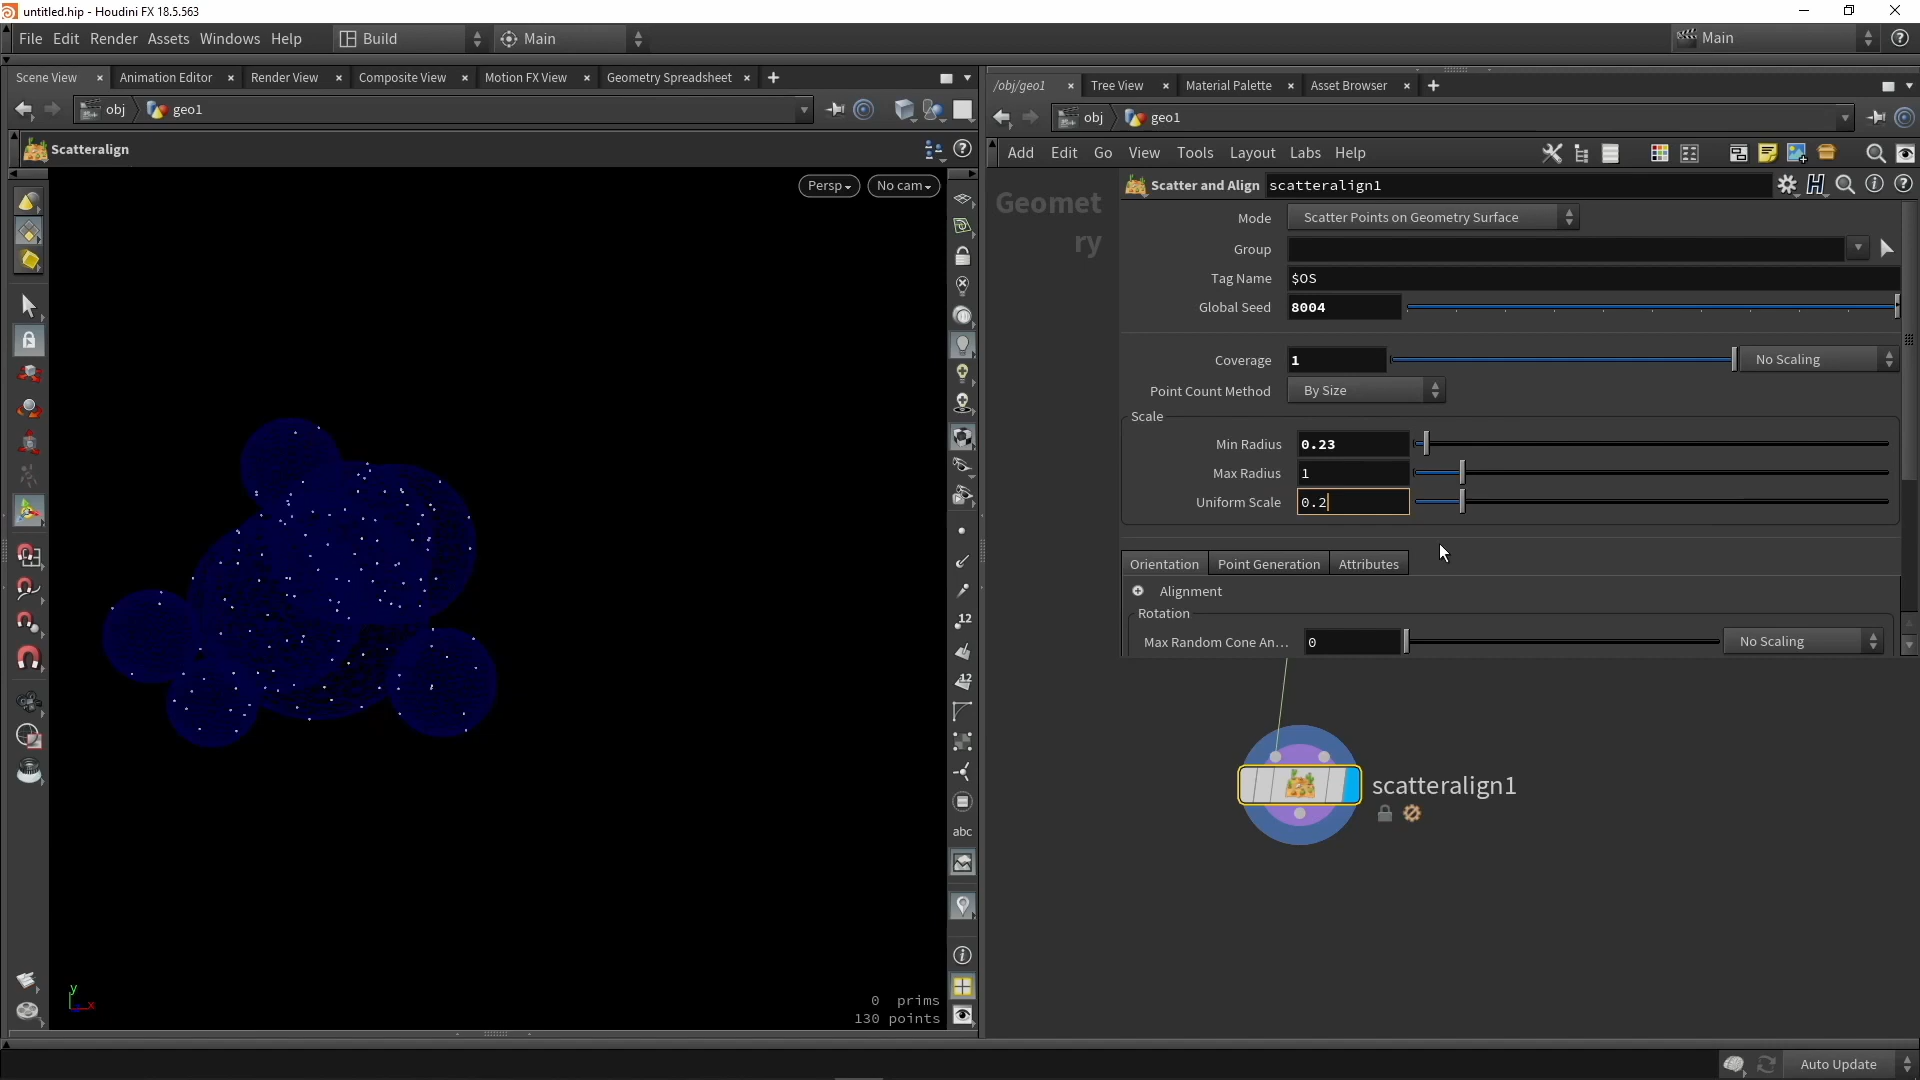 untitled.hip - Houdini FX 18.5.563
File Edit Render Assets Windows Help Build Main Main
Scene View Animation Editor Render View Composite View Motion FX View Geometry Spreadsheet
/obj/geo1 Tree View Material Palette Asset Browser
obj geo1
obj geo1
Add Edit Go View Tools Layout Labs Help
Scatteralign
Persp No cam
Geomet
ry
Scatter and Align scatteralign1
Mode Scatter Points on Geometry Surface
Group
Tag Name $OS
Global Seed 8004
Coverage 1 No Scaling
Point Count Method By Size
Scale
Min Radius 0.23
Max Radius 1
Uniform Scale 0.2
Orientation Point Generation Attributes
Alignment
Rotation
Max Random Cone An... 0 No Scaling
12
12
abc
scatteralign1
y
x
0 prims
130 points
Auto Update